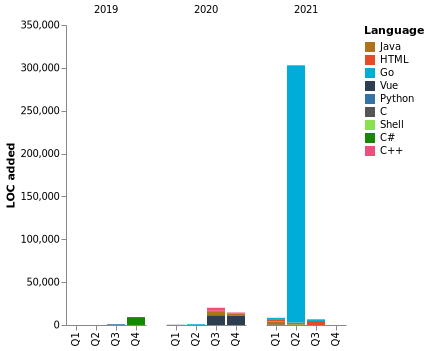 2019 2020 2021
350,000
300,000
250,000
200,000
150,000
100,000
50,000
0
LOC added
Q1 Q2 Q3 Q4 Q1 Q2 Q3 Q4 Q1 Q2 Q3 Q4
Language
Java
HTML
Go
Vue
Python
C
Shell
C#
C++